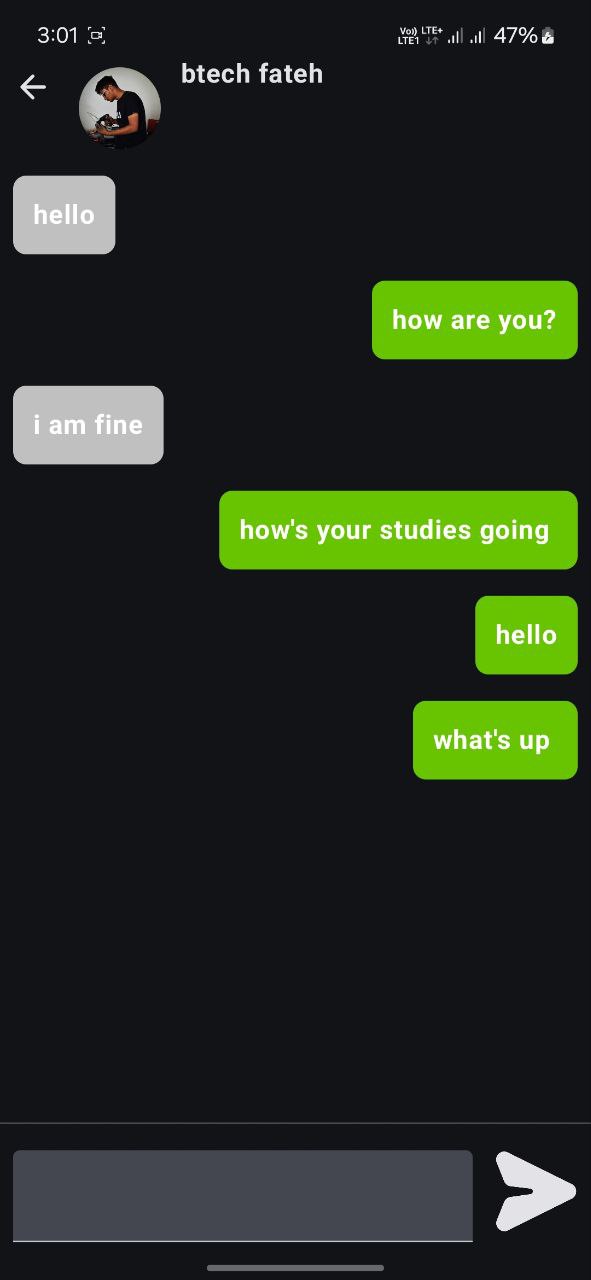 3:01
Vo)) LTE+
LTE1
47%
btech fateh
hello
how are you?
i am fine
how's your studies going
hello
what's up